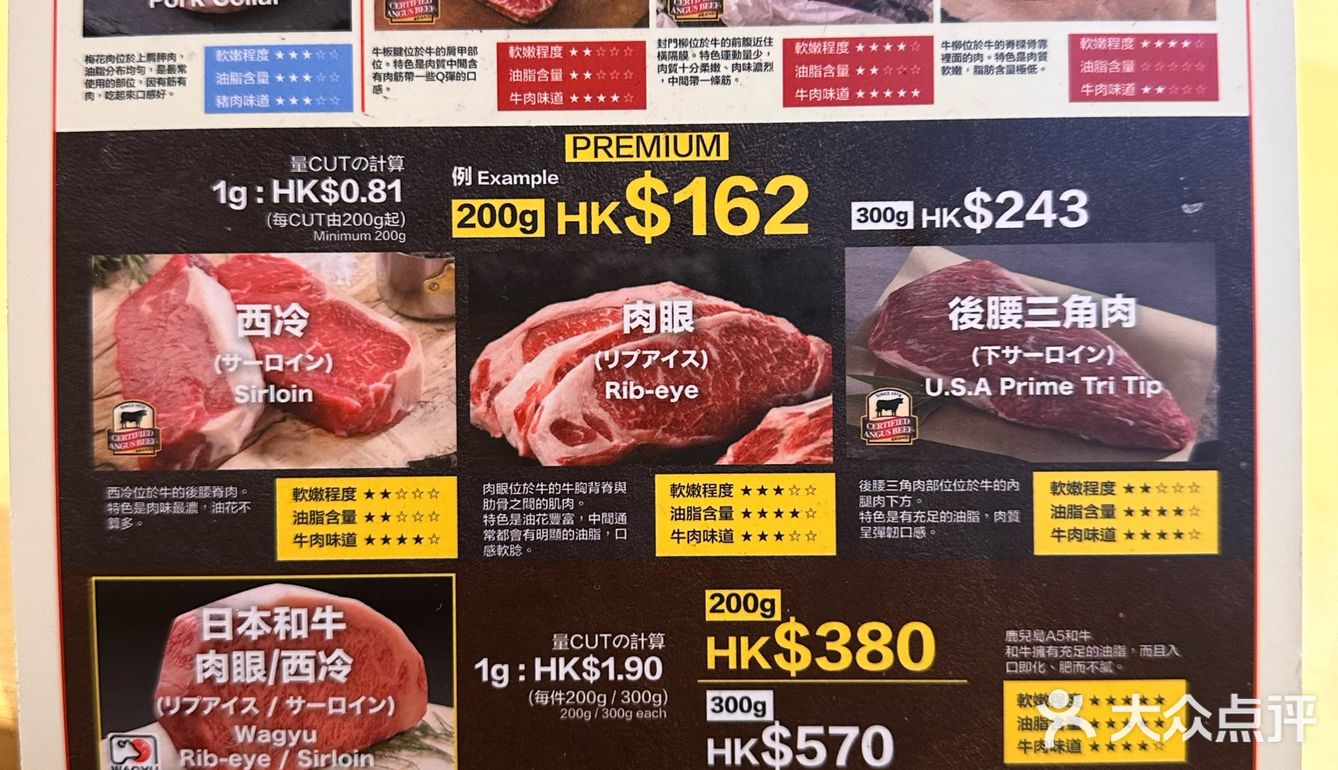 Pork Collar
CERTIFIED
ANGUS BEEF
梅花肉位於上肩胛肉，
油脂分布均勻，是最常
使用的部位，因有筋有
肉，吃起來口感好。
軟嫩程度 ★★★☆☆
油脂含量 ★★★☆☆
豬肉味道 ★★★☆☆
牛板腱位於牛的肩甲部
位。特色是肉質中間含
有肉筋帶一些Q彈的口
感。
軟嫩程度 ★★☆☆☆
油脂含量 ★★☆☆☆
牛肉味道 ★★★★☆
封門柳位於牛的前腹近住
橫隔膜。特色運動量少，
肉質十分柔嫩、肉味濃烈
，中間帶一條筋。
軟嫩程度 ★★★★☆
油脂含量 ★★☆☆☆
牛肉味道 ★★★★★
牛柳位於牛的脊樑骨靠
裡面的肉。特色是肉質
軟嫩，脂肪含量極低。
軟嫩程度 ★★★★☆
油脂含量 ☆☆☆☆☆
牛肉味道 ★★☆☆☆
PREMIUM
量CUTの計算
1g : HK$0.81
(每CUT由200g起)
Minimum 200g
例 Example
200g HK$162
300g HK$243
西冷
(サーロイン)
Sirloin
SINCE 1978
CERTIFIED
ANGUS BEEF
BRAND
肉眼
(リブアイス)
Rib-eye
後腰三角肉
(下サーロイン)
U.S.A Prime Tri Tip
SINCE 1978
CERTIFIED
ANGUS BEEF
BRAND
西冷位於牛的後腰脊肉。
特色是肉味最濃，油花不
算多。
軟嫩程度 ★★☆☆☆
油脂含量 ★★☆☆☆
牛肉味道 ★★★★☆
肉眼位於牛的牛胸背脊與
肋骨之間的肌肉。
特色是油花豐富，中間通
常都會有明顯的油脂，口
感軟腍。
軟嫩程度 ★★★☆☆
油脂含量 ★★★★☆
牛肉味道 ★★★☆☆
後腰三角肉部位位於牛的內
腿肉下方。
特色是有充足的油脂，肉質
呈彈韌口感。
軟嫩程度 ★★☆☆☆
油脂含量 ★★★★☆
牛肉味道 ★★★★☆
日本和牛
肉眼/西冷
(リブアイス / サーロイン)
Wagyu
Rib-eye / Sirloin
WAGYU
量CUTの計算
1g : HK$1.90
(每件200g / 300g)
200g / 300g each
200g
HK$380
300g
HK$570
鹿兒島A5和牛
和牛擁有充足的油脂，而且入
口即化、肥而不膩。
軟嫩程度 ★★★★★
油脂
牛肉味道 ★★★★☆
大众点评